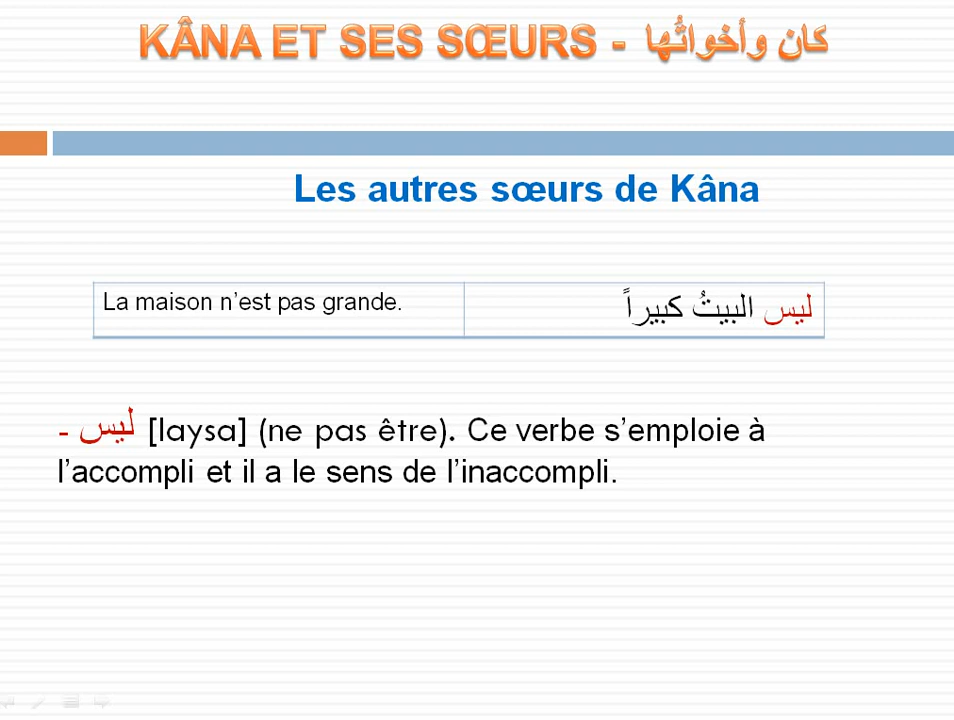 KÂNA ET SES SŒURS - كان وأخواتُها
Les autres sœurs de Kâna
La maison n’est pas grande.
ليس البيتُ كبيراً
- ليس [laysa] (ne pas être). Ce verbe s’emploie à
l’accompli et il a le sens de l’inaccompli.